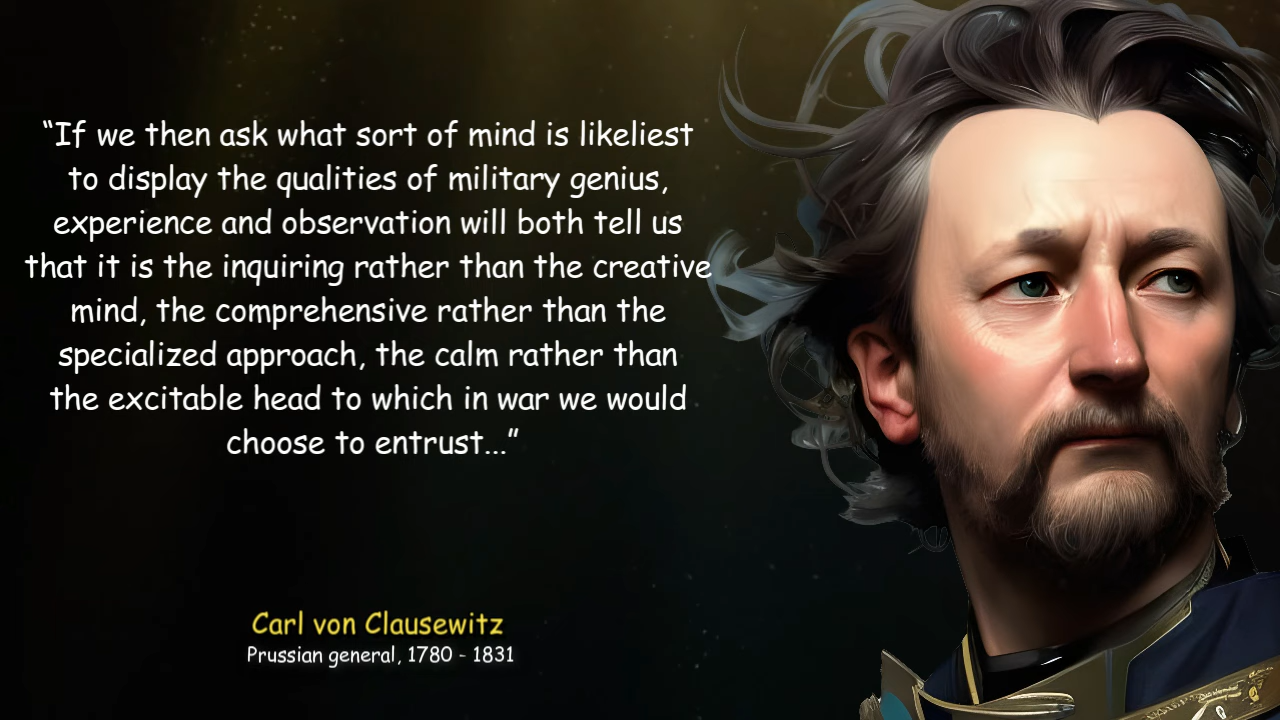 “If we then ask what sort of mind is likeliest
to display the qualities of military genius,
experience and observation will both tell us
that it is the inquiring rather than the creative
mind, the comprehensive rather than the
specialized approach, the calm rather than
the excitable head to which in war we would
choose to entrust...”
Carl von Clausewitz
Prussian general, 1780 - 1831